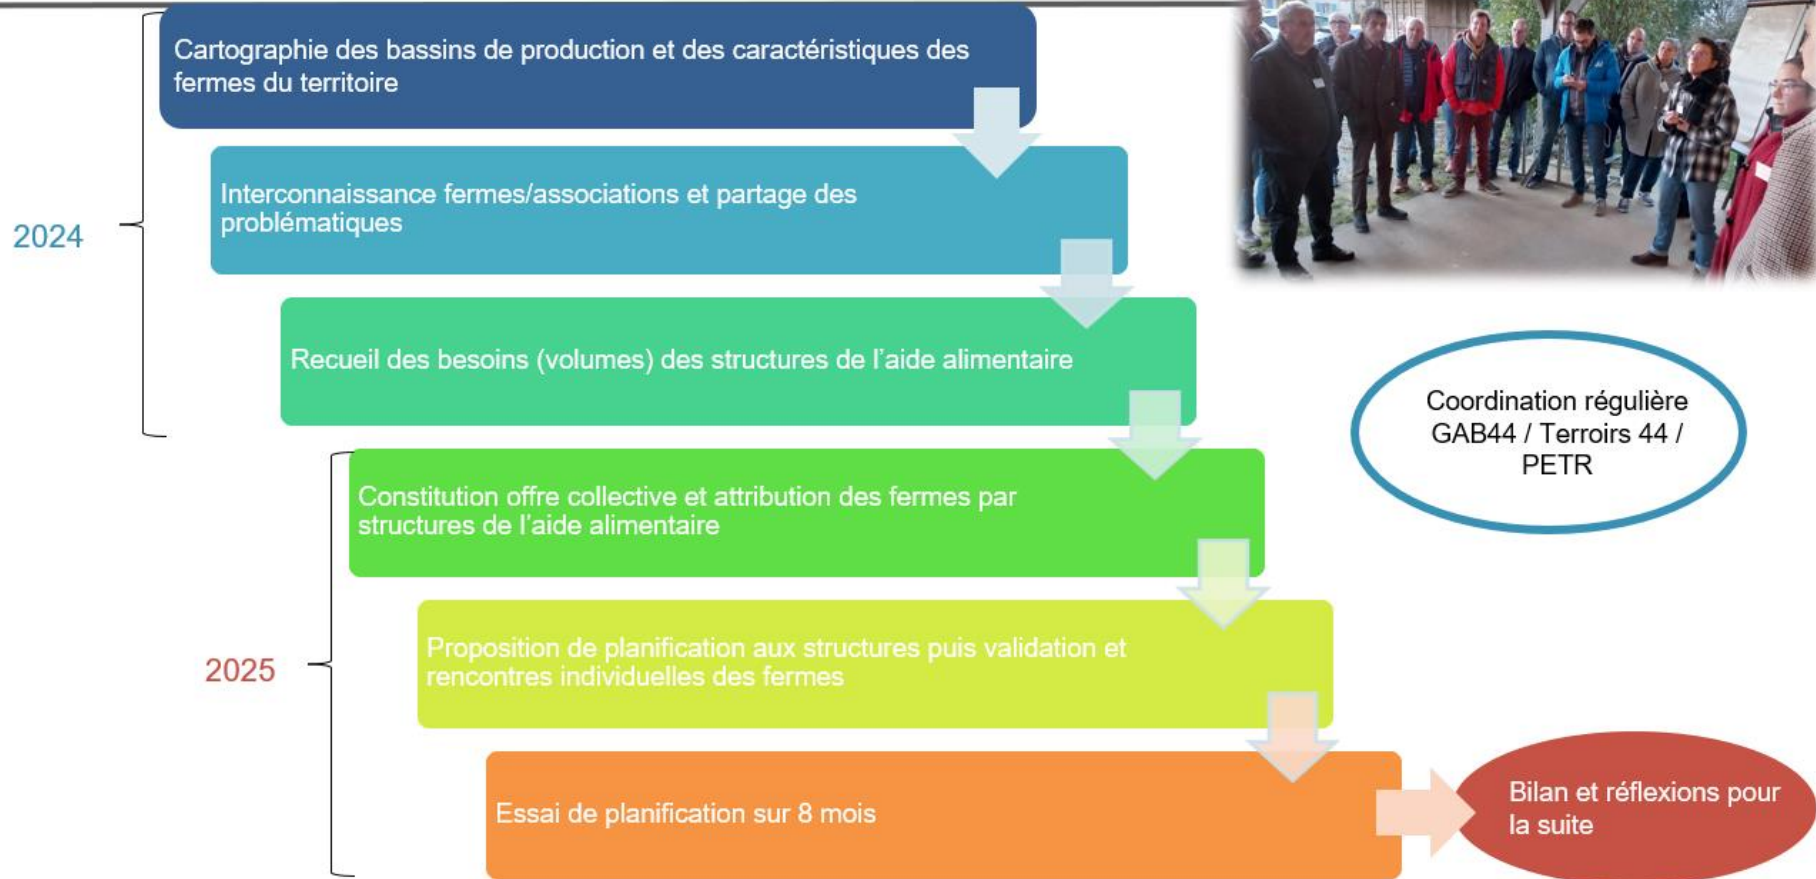 Cartographie des bassins de production et des caractéristiques des
fermes du territoire
Interconnaissance fermes/associations et partage des
problématiques
2024
Recueil des besoins (volumes) des structures de l'aide alimentaire
Coordination régulière
GAB44 / Terroirs 44 /
PETR
Constitution offre collective et attribution des fermes par
structures de l'aide alimentaire
Proposition de planification aux structures puis validation et
rencontres individuelles des fermes
2025
Essai de planification sur 8 mois
Bilan et réflexions pour
la suite